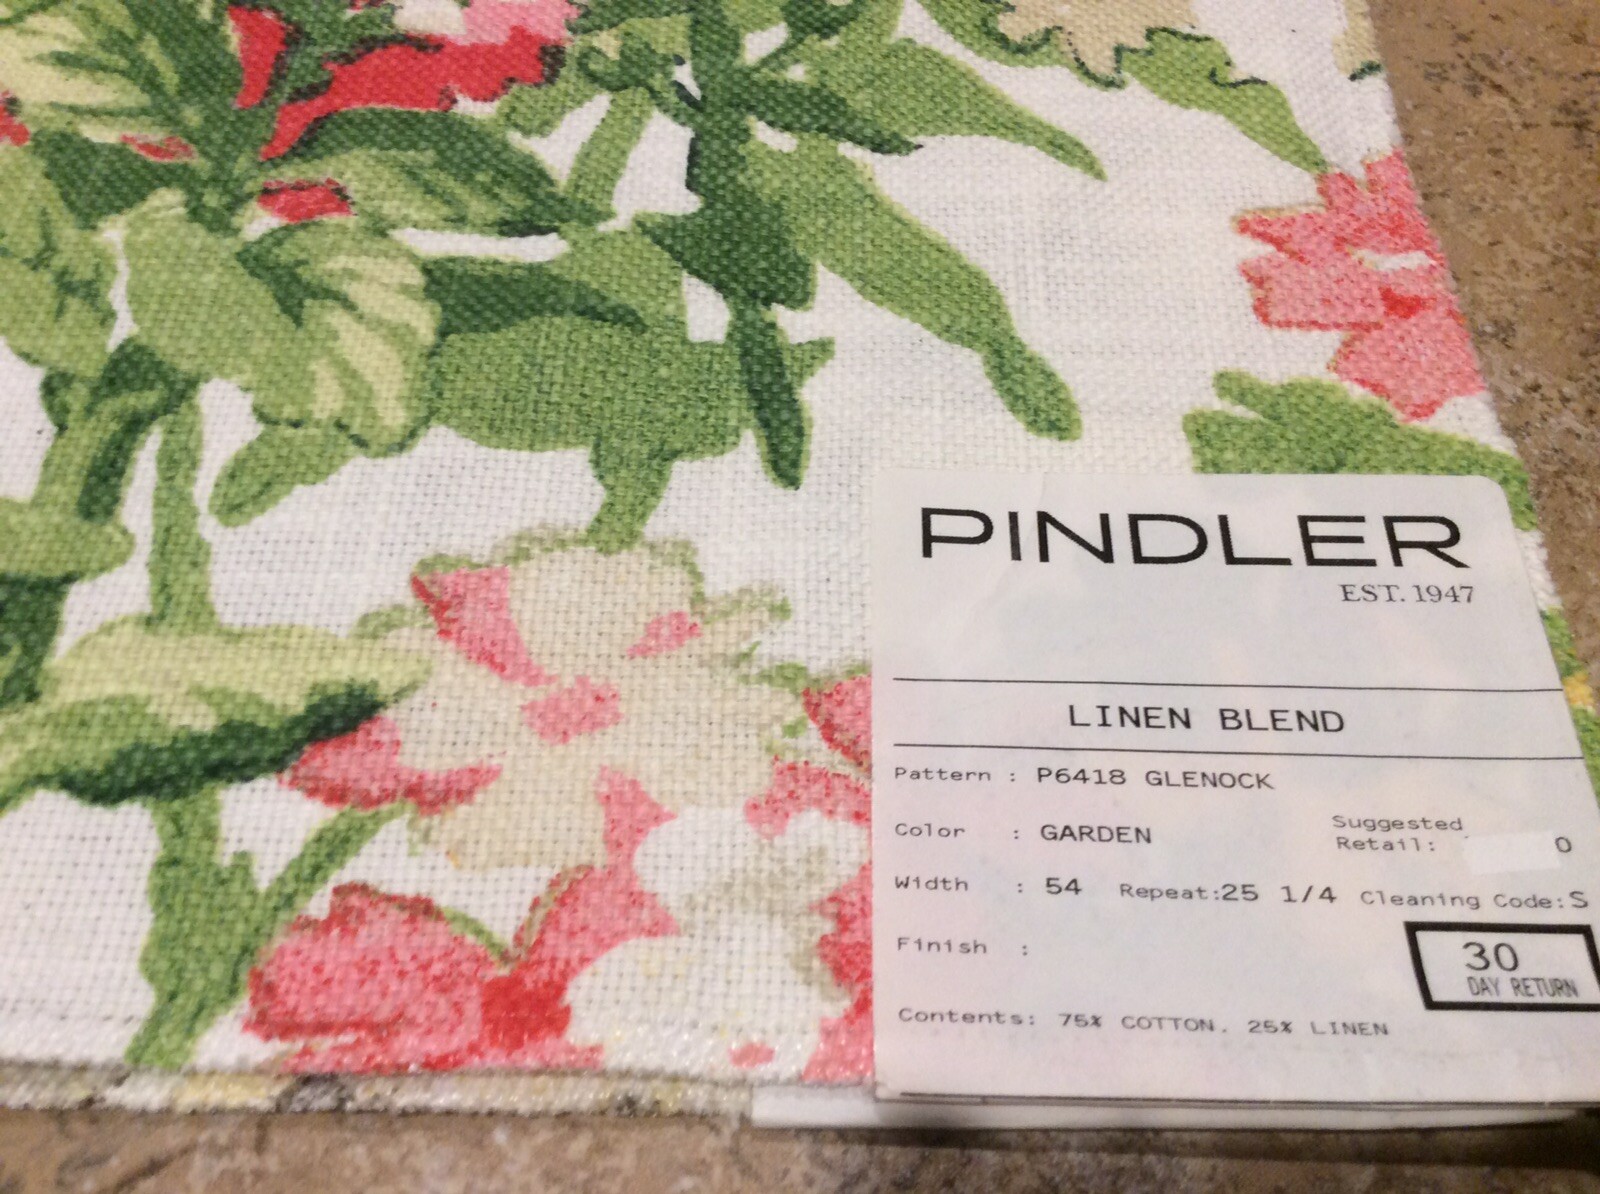 PINDLER
EST. 1947
LINEN BLEND
Pattern : P6418 GLENOCK
Color : GARDEN
Suggested
Retail: 0
Width : 54 Repeat:25 1/4 Cleaning Code:S
Finish :
30
DAY RETURN
Contents: 75% COTTON, 25% LINEN